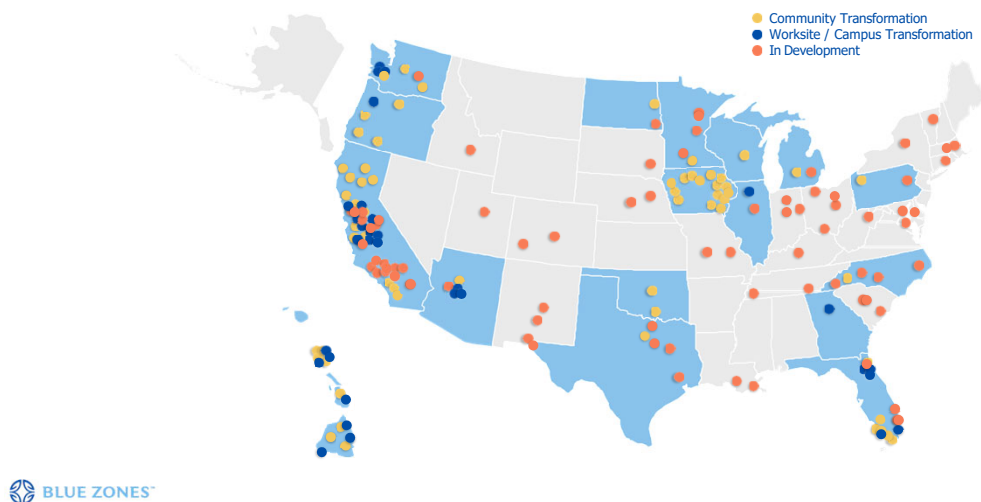 Community Transformation
Worksite / Campus Transformation
In Development
BLUE ZONES™